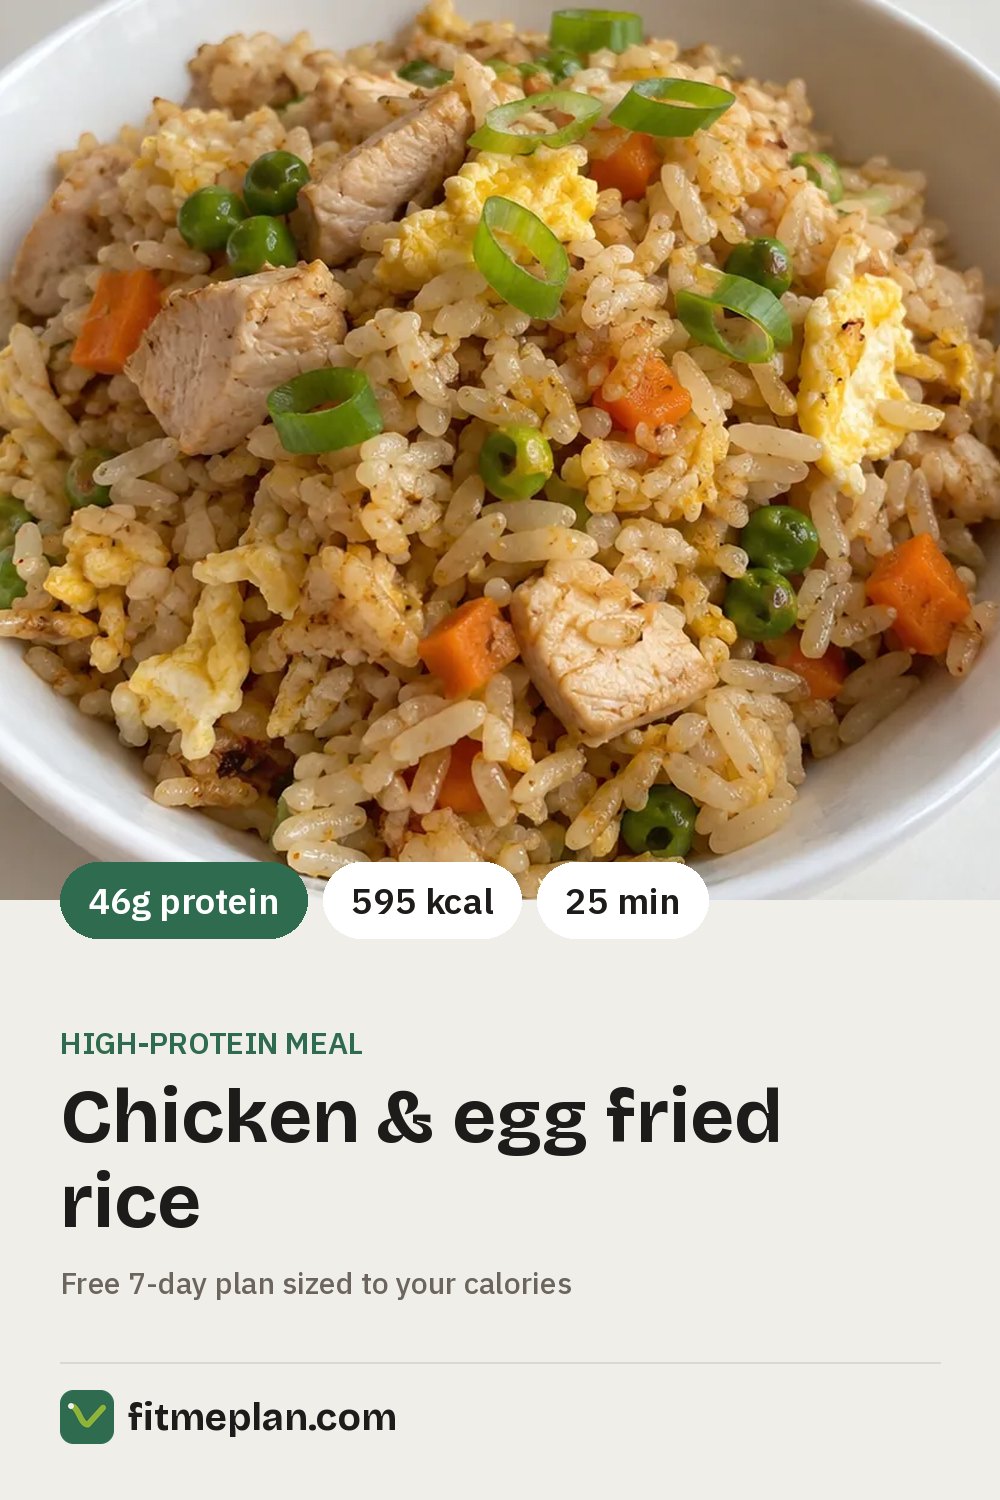 46g protein
595 kcal
25 min
HIGH-PROTEIN MEAL
Chicken & egg fried
rice
Free 7-day plan sized to your calories
fitmeplan.com